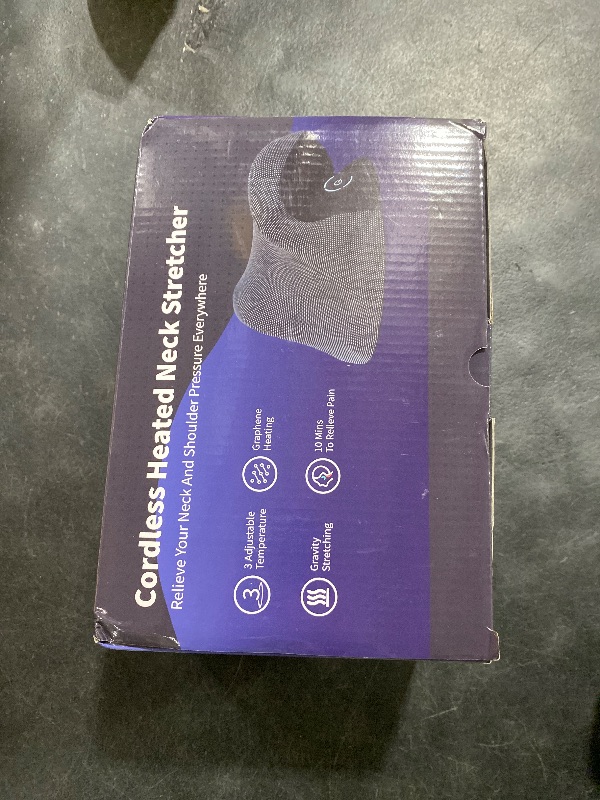 Cordless Heated Neck Stretcher
Relieve Your Neck And Shoulder Pressure Everywhere
3
3 Adjustable
Temperature
Graphene
Heating
Gravity
Stretching
10 Mins
To Relieve Pain